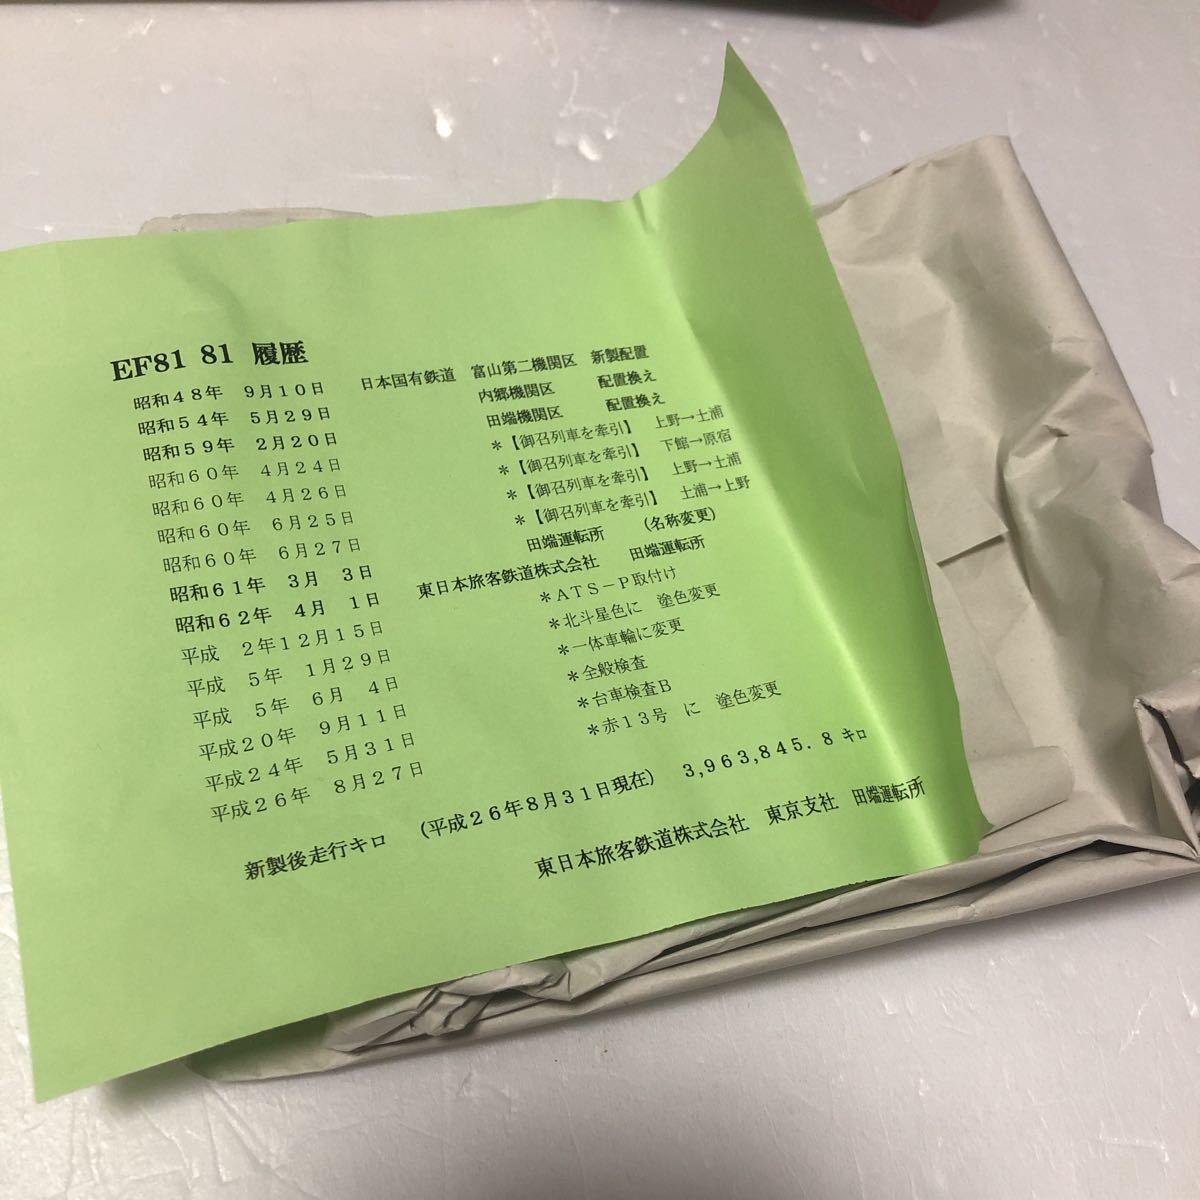 EF81 81 履歴
昭和48年 9月10日 日本国有鉄道 富山第二機関区 新製配置
昭和54年 5月29日 内郷機関区 配置換え
昭和59年 2月20日 田端機関区 配置換え
昭和60年 4月24日 *【御召列車を牽引】 上野→土浦
昭和60年 4月26日 *【御召列車を牽引】 下館→原宿
昭和60年 6月25日 *【御召列車を牽引】 上野→土浦
昭和60年 6月27日 *【御召列車を牽引】 土浦→上野
昭和61年 3月 3日 田端運転所 (名称変更)
昭和62年 4月 1日 東日本旅客鉄道株式会社 田端運転所
平成 2年12月15日 *ATS-P取付け
平成 5年 1月29日 *北斗星色に 塗色変更
平成 5年 6月 4日 *一体車輪に変更
平成20年 9月11日 *全般検査
平成24年 5月31日 *台車検査B
平成26年 8月27日 *赤13号 に 塗色変更
新製後走行キロ (平成26年8月31日現在) 3,963,845.8 キロ
東日本旅客鉄道株式会社 東京支社 田端運転所